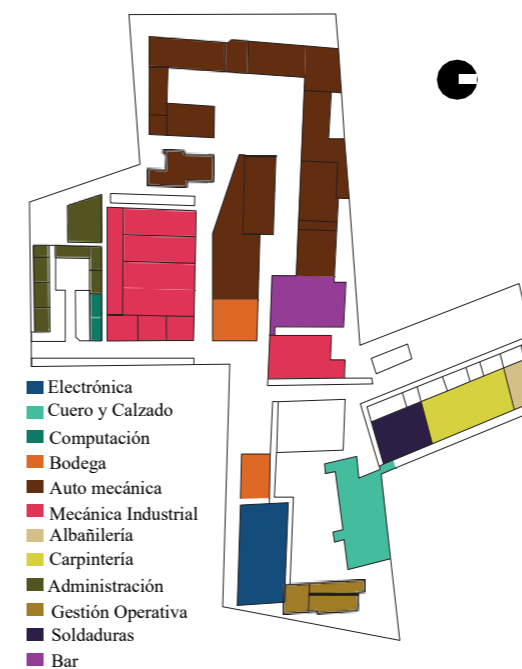 Electrónica
Cuero y Calzado
Computación
Bodega
Auto mecánica
Mecánica Industrial
Albañilería
Carpintería
Administración
Gestión Operativa
Soldaduras
Bar